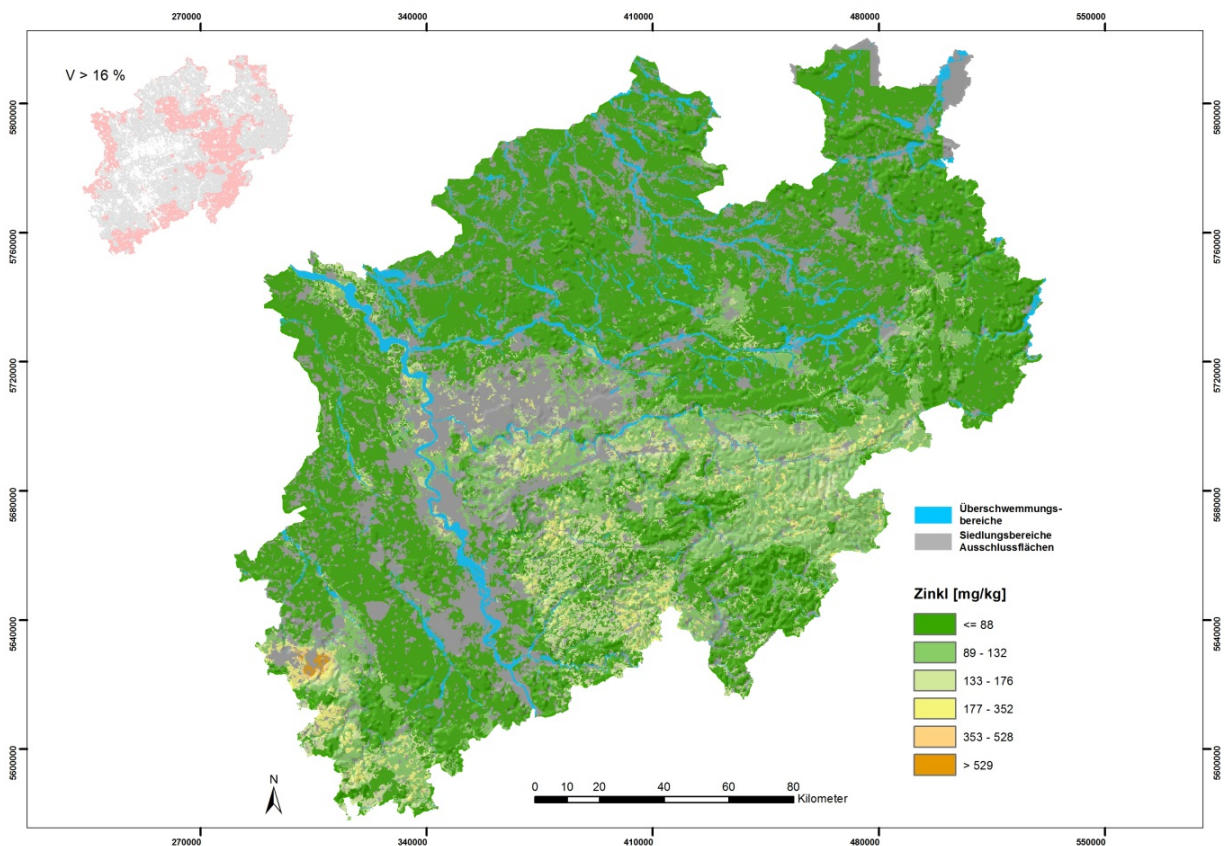 270000 340000 410000 480000 550000
V > 16 %
5800000 5800000
5760000 5760000
5720000 5720000
5680000 5680000
5640000 5640000
5600000 5600000
Überschwemmungs-
bereiche
Siedlungsbereiche
Ausschlussflächen
Zinkl [mg/kg]
<= 88
89 - 132
133 - 176
177 - 352
353 - 528
> 529
N
0 10 20 40 60 80
Kilometer
270000 340000 410000 480000 550000